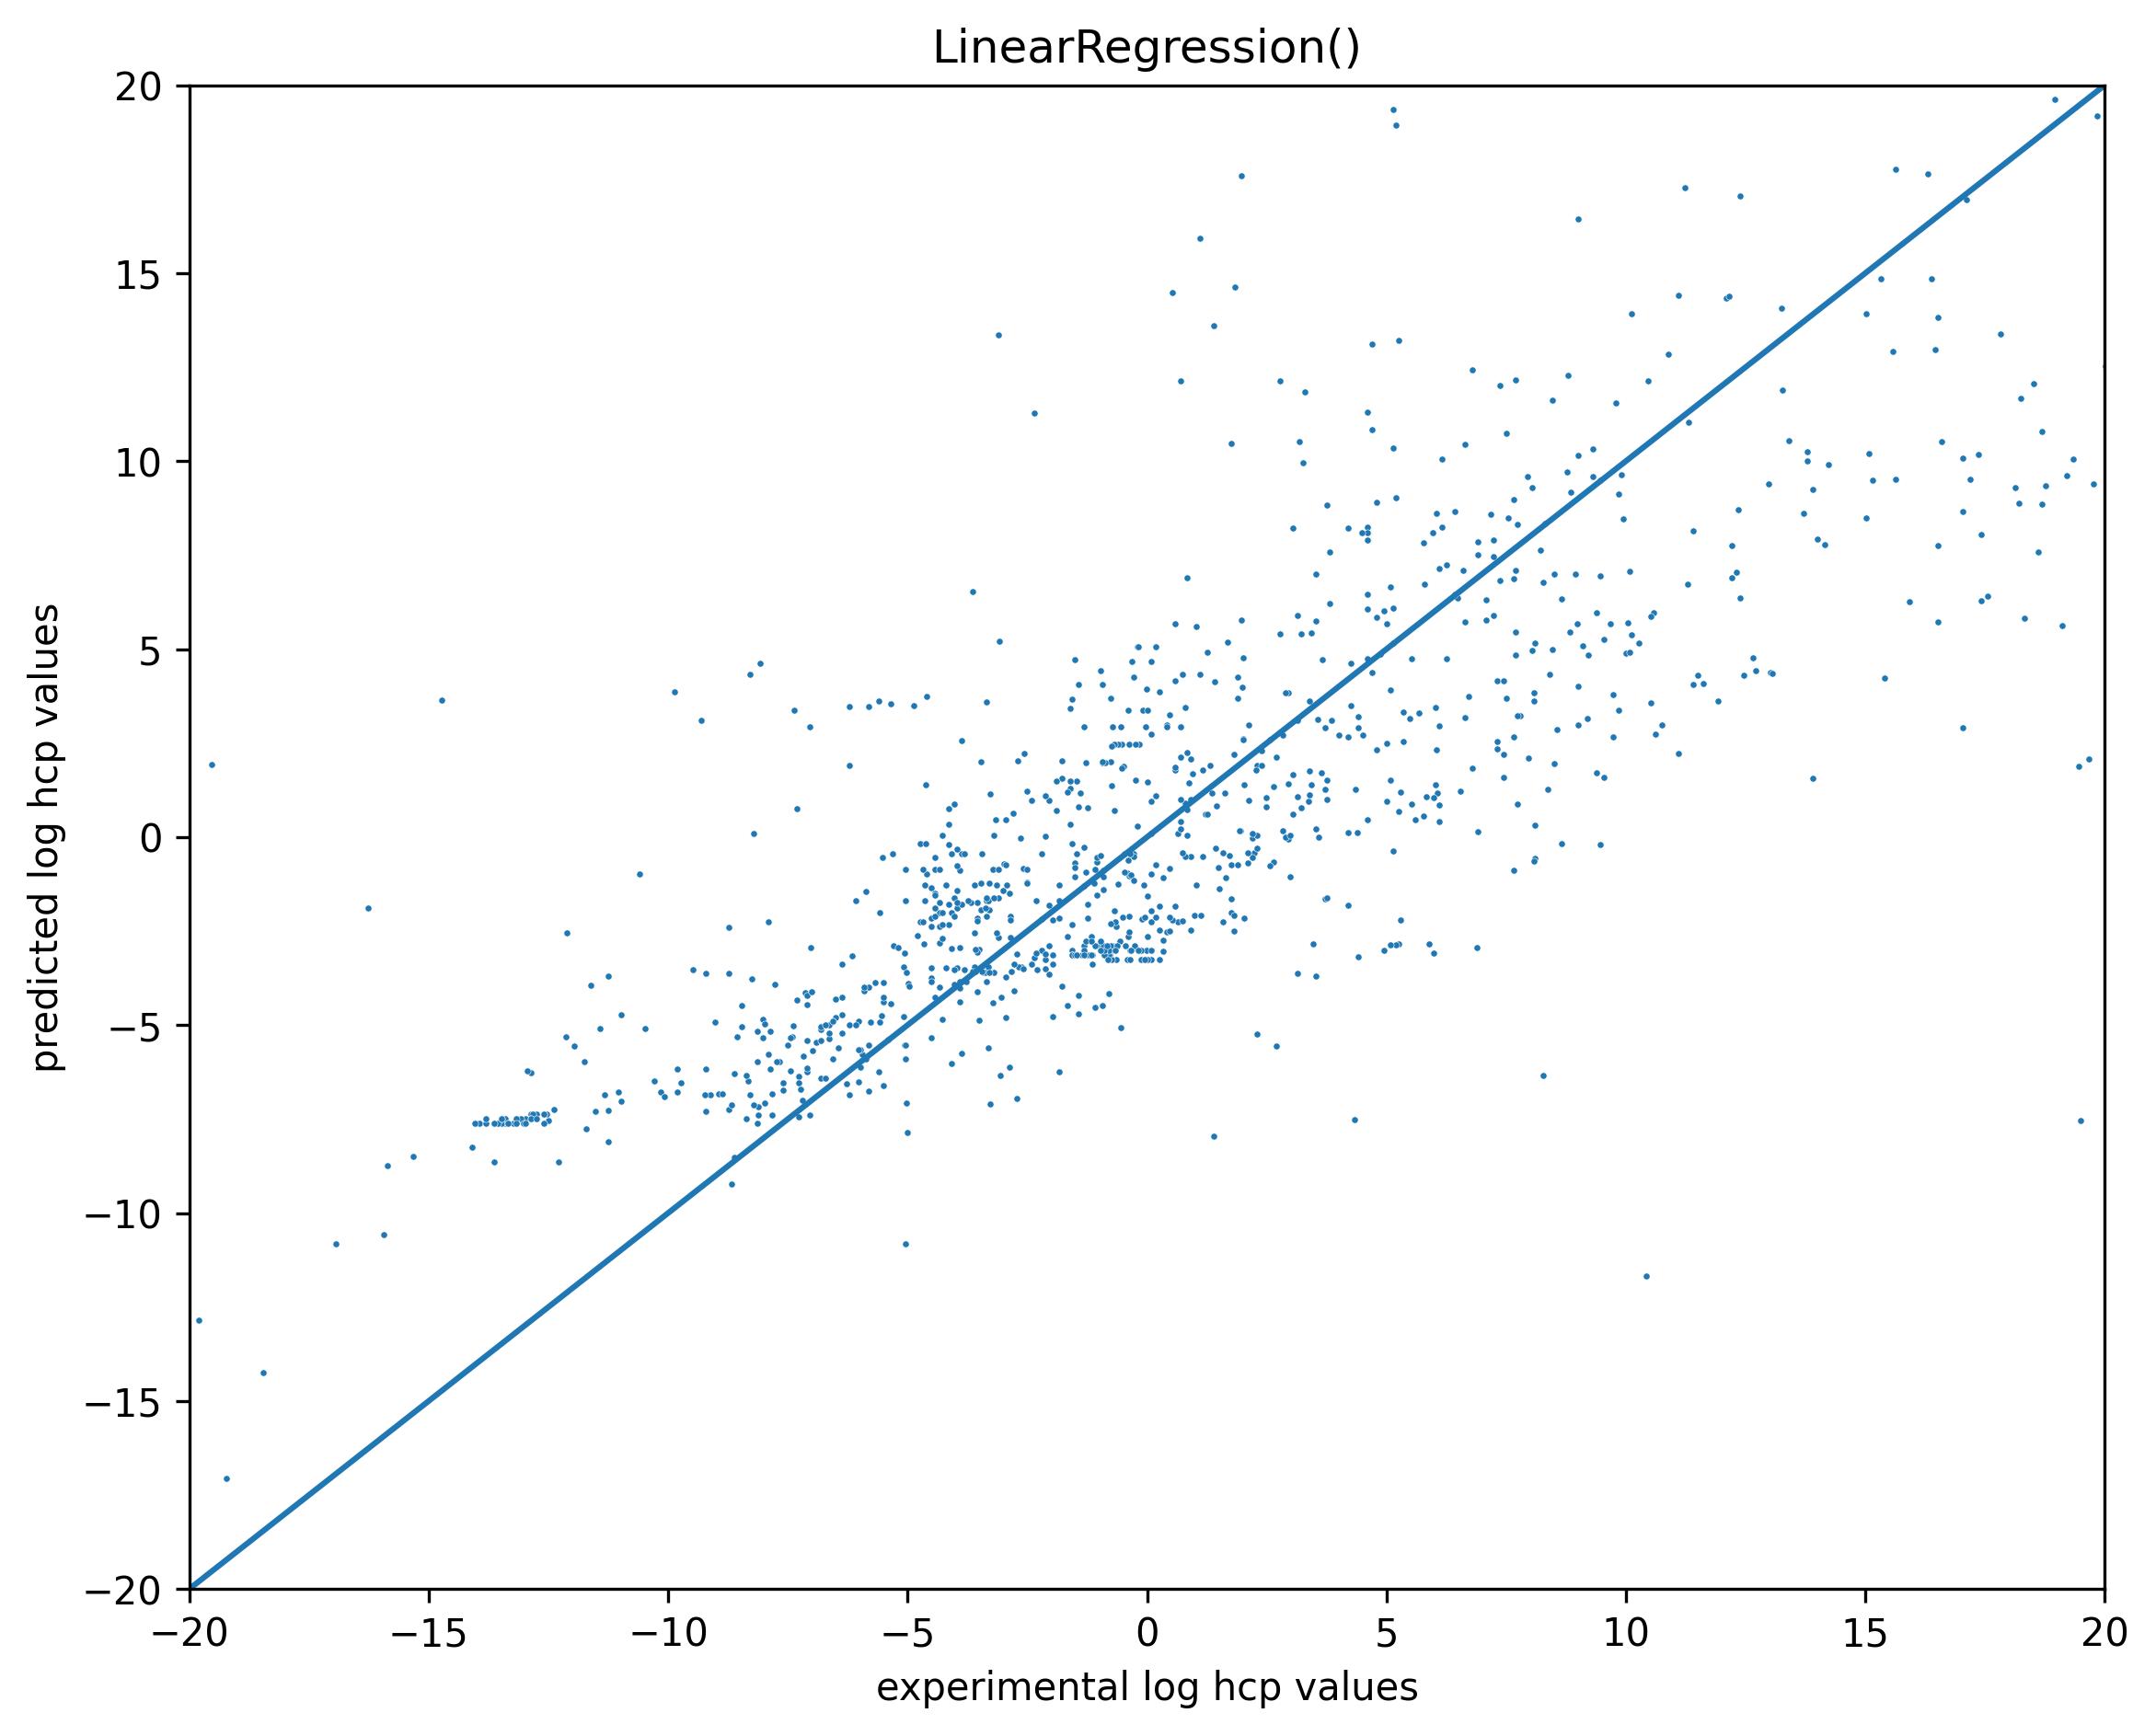 LinearRegression()
20
15
10
5
0
−5
−10
−15
−20
predicted log hcp values
−20 −15 −10 −5 0 5 10 15 20
experimental log hcp values